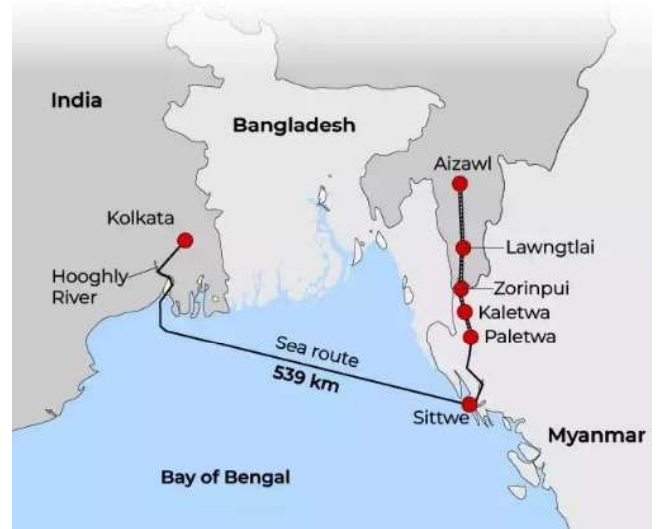 India
Bangladesh
Aizawl
Kolkata
Lawngtlai
Hooghly
River
Zorinpui
Kaletwa
Paletwa
Sea route
539 km
Sittwe
Myanmar
Bay of Bengal